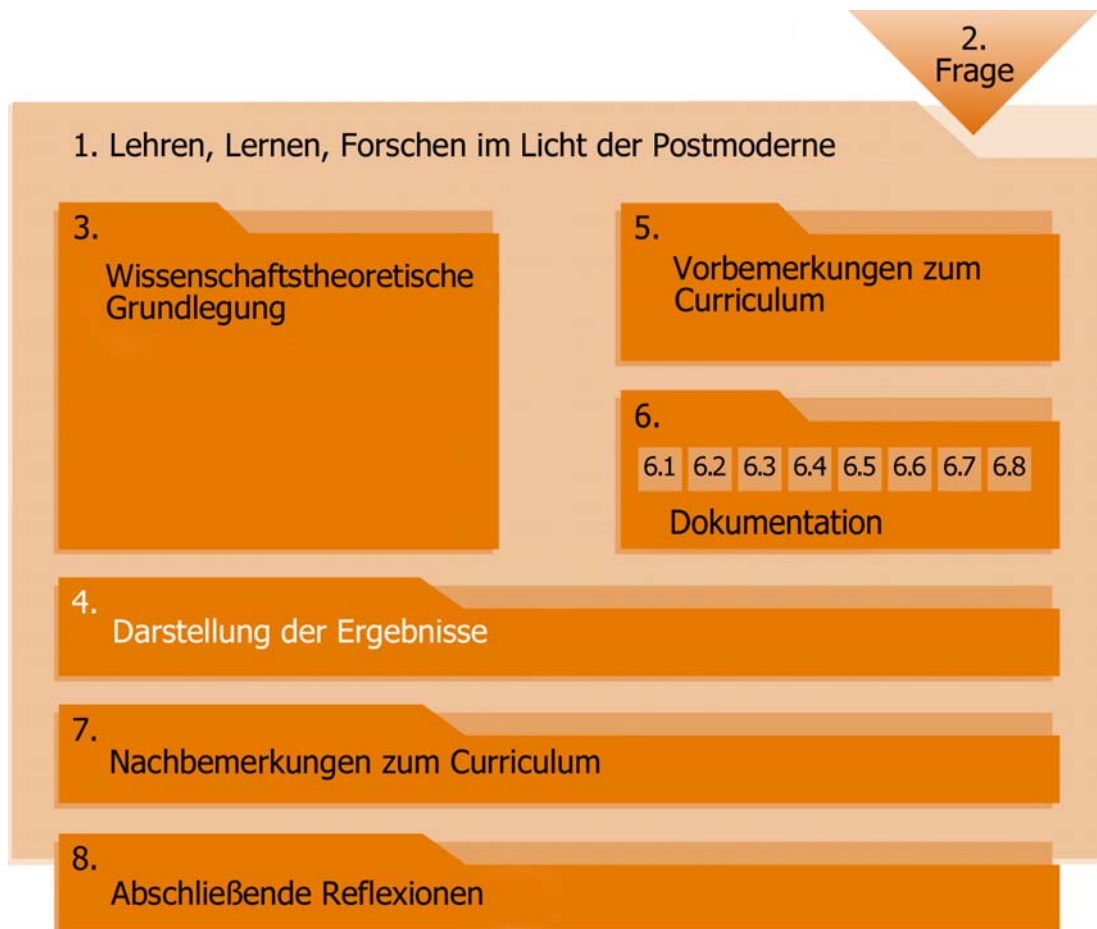 2.
Frage
1. Lehren, Lernen, Forschen im Licht der Postmoderne
3.
Wissenschaftstheoretische
Grundlegung
5.
Vorbemerkungen zum
Curriculum
6.
6.1 6.2 6.3 6.4 6.5 6.6 6.7 6.8
Dokumentation
4.
Darstellung der Ergebnisse
7.
Nachbemerkungen zum Curriculum
8.
Abschließende Reflexionen